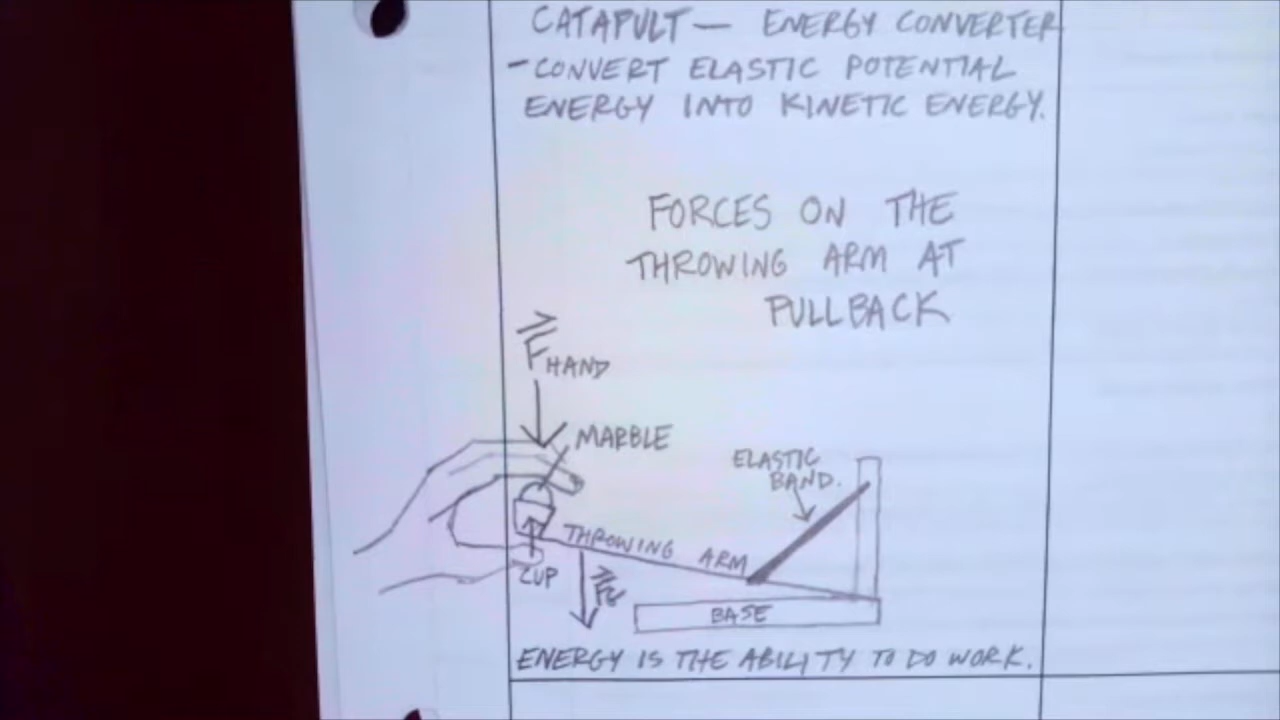 CATAPULT — ENERGY CONVERTER
- CONVERT ELASTIC POTENTIAL
ENERGY INTO KINETIC ENERGY.
FORCES ON THE
THROWING ARM AT
PULLBACK
F HAND
MARBLE
ELASTIC
BAND.
THROWING ARM
CUP
BASE
ENERGY IS THE ABILITY TO DO WORK.